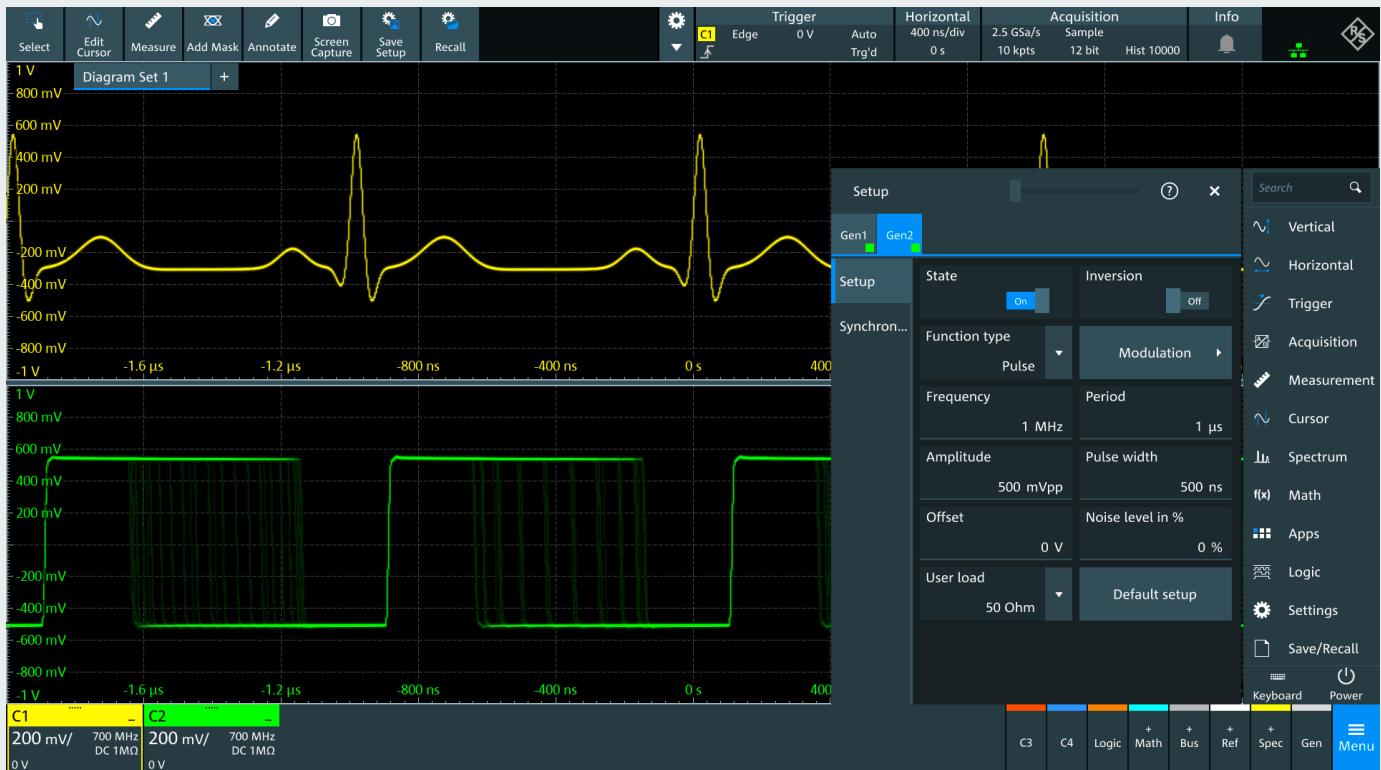 Select
Edit
Cursor
Measure
Add Mask
Annotate
Screen
Capture
Save
Setup
Recall
Trigger
C1 Edge 0 V Auto
Trg'd
Horizontal
400 ns/div
0 s
Acquisition
2.5 GSa/s Sample
10 kpts 12 bit Hist 10000
Info
R&S
Diagram Set 1 +
1 V
800 mV
600 mV
400 mV
200 mV
-200 mV
-400 mV
-600 mV
-800 mV
-1 V
-1.6 µs -1.2 µs -800 ns -400 ns 0 s 400
1 V
800 mV
600 mV
400 mV
200 mV
-200 mV
-400 mV
-600 mV
-800 mV
-1 V
-1.6 µs -1.2 µs -800 ns -400 ns 0 s 400
Setup ?
Gen1 Gen2
Setup
Synchron...
State
On
Inversion
Off
Function type
Pulse
Modulation
Frequency
1 MHz
Period
1 µs
Amplitude
500 mVpp
Pulse width
500 ns
Offset
0 V
Noise level in %
0 %
User load
50 Ohm
Default setup
Search
Vertical
Horizontal
Trigger
Acquisition
Measurement
Cursor
Spectrum
f(x) Math
Apps
Logic
Settings
Save/Recall
Keyboard Power
C1
200 mV/ 700 MHz
DC 1MΩ
0 V
C2
200 mV/ 700 MHz
DC 1MΩ
0 V
C3
C4
Logic
+
Math
+
Bus
+
Ref
+
Spec
Gen
Menu